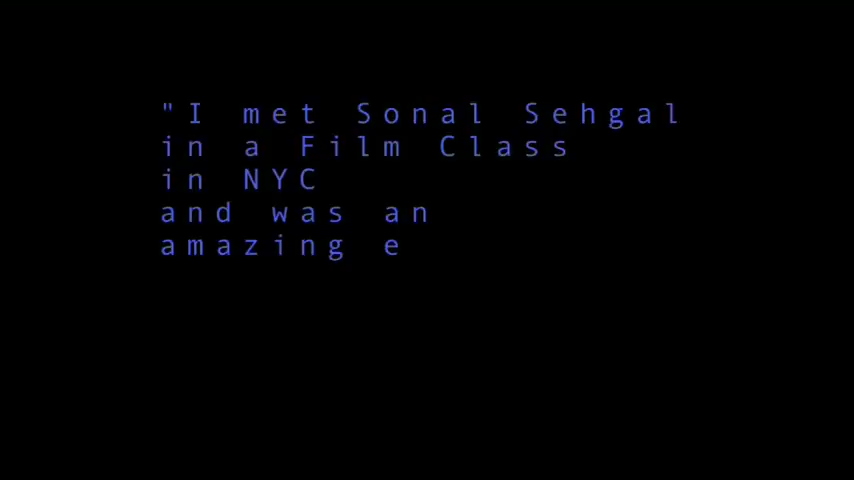 "I met Sonal Sehgal
in a Film Class
in NYC
and was an
amazing e